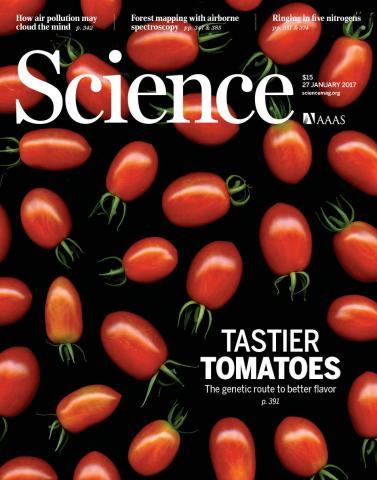 How air pollution may
cloud the mind p. 342
Forest mapping with airborne
spectroscopy pp. 347 & 385
Ringing in five nitrogens
pp. 351 & 374
Science
$15
27 JANUARY 2017
sciencemag.org
AAAS
TASTIER
TOMATOES
The genetic route to better flavor
p. 391